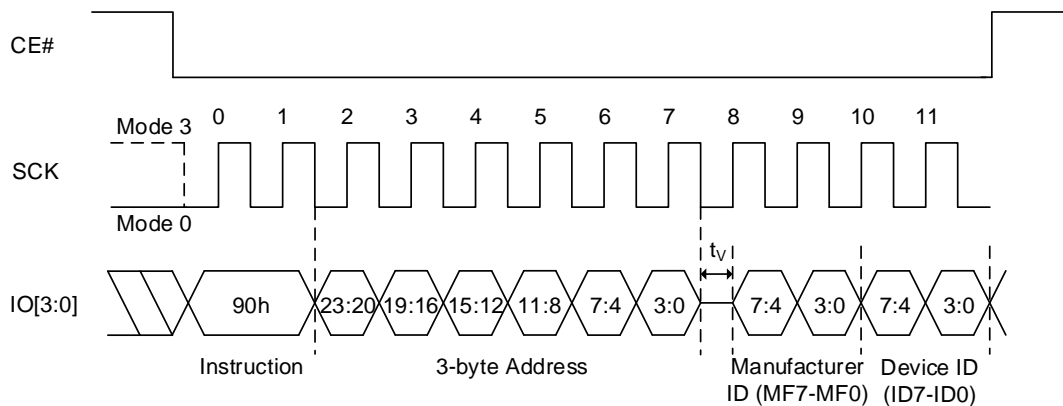 CE#
0 1 2 3 4 5 6 7 8 9 10 11
Mode 3
SCK
Mode 0
tV
IO[3:0]
90h 23:20 19:16 15:12 11:8 7:4 3:0 7:4 3:0 7:4 3:0
Instruction 3-byte Address Manufacturer Device ID
ID (MF7-MF0) (ID7-ID0)